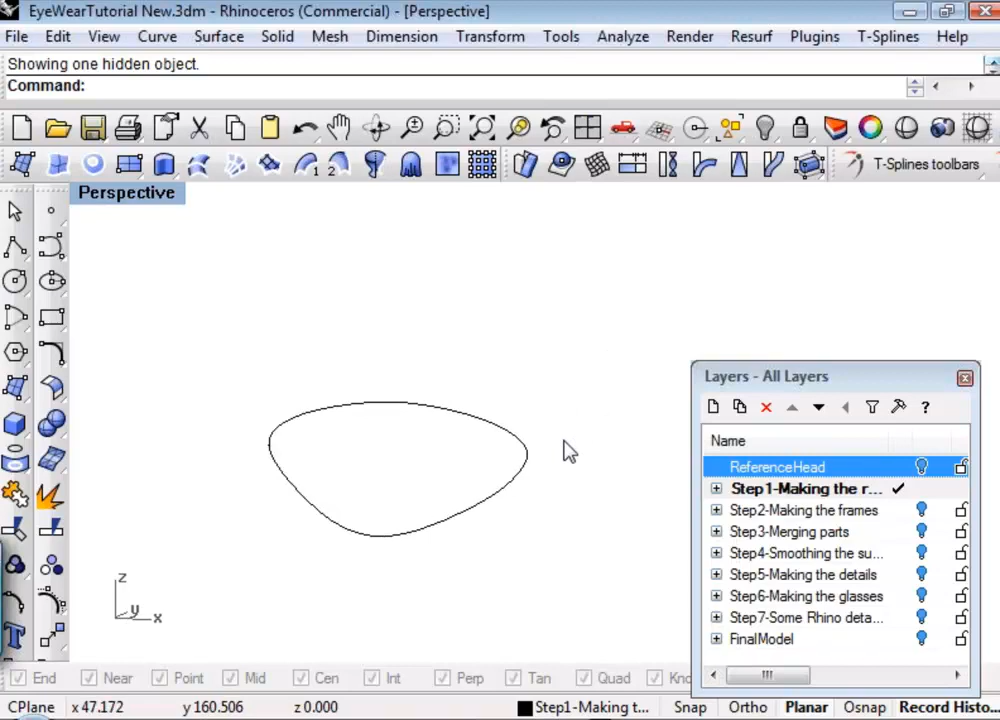 EyeWearTutorial New.3dm - Rhinoceros (Commercial) - [Perspective]
File Edit View Curve Surface Solid Mesh Dimension Transform Tools Analyze Render Resurf Plugins T-Splines Help
Showing one hidden object.
Command:
T-Splines toolbars
Perspective
Layers - All Layers
Name
ReferenceHead
Step1-Making the r...
Step2-Making the frames
Step3-Merging parts
Step4-Smoothing the su...
Step5-Making the details
Step6-Making the glasses
Step7-Some Rhino deta...
FinalModel
z
y
x
End Near Point Mid Cen Int Perp Tan Quad Kno
CPlane x 47.172 y 160.506 z 0.000 Step1-Making t... Snap Ortho Planar Osnap Record Histo...